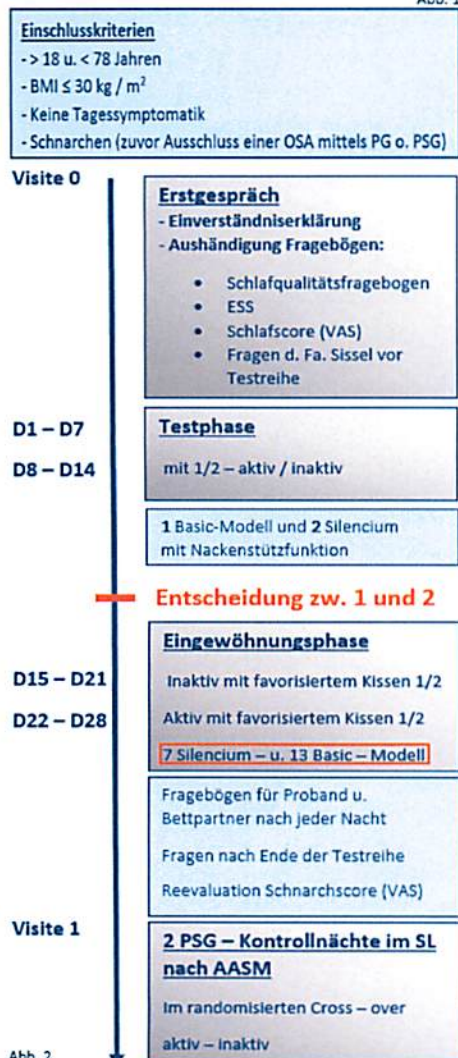 Abb. 1
Einschlusskriterien
- > 18 u. < 78 Jahren
- BMI ≤ 30 kg / m²
- Keine Tagessymptomatik
- Schnarchen (zuvor Ausschluss einer OSA mittels PG o. PSG)
Visite 0
Erstgespräch
- Einverständniserklärung
- Aushändigung Fragebögen:
• Schlafqualitätsfragebogen
• ESS
• Schlafscore (VAS)
• Fragen d. Fa. Sissel vor
Testreihe
D1 – D7
Testphase
D8 – D14
mit 1/2 – aktiv / inaktiv
1 Basic-Modell und 2 Silencium
mit Nackenstützfunktion
Entscheidung zw. 1 und 2
Eingewöhnungsphase
D15 – D21
Inaktiv mit favorisiertem Kissen 1/2
D22 – D28
Aktiv mit favorisiertem Kissen 1/2
7 Silencium – u. 13 Basic – Modell
Fragebögen für Proband u.
Bettpartner nach jeder Nacht
Fragen nach Ende der Testreihe
Reevaluation Schnarchscore (VAS)
Visite 1
2 PSG – Kontrollnächte im SL
nach AASM
Im randomisierten Cross – over
aktiv – inaktiv
Abb. 2